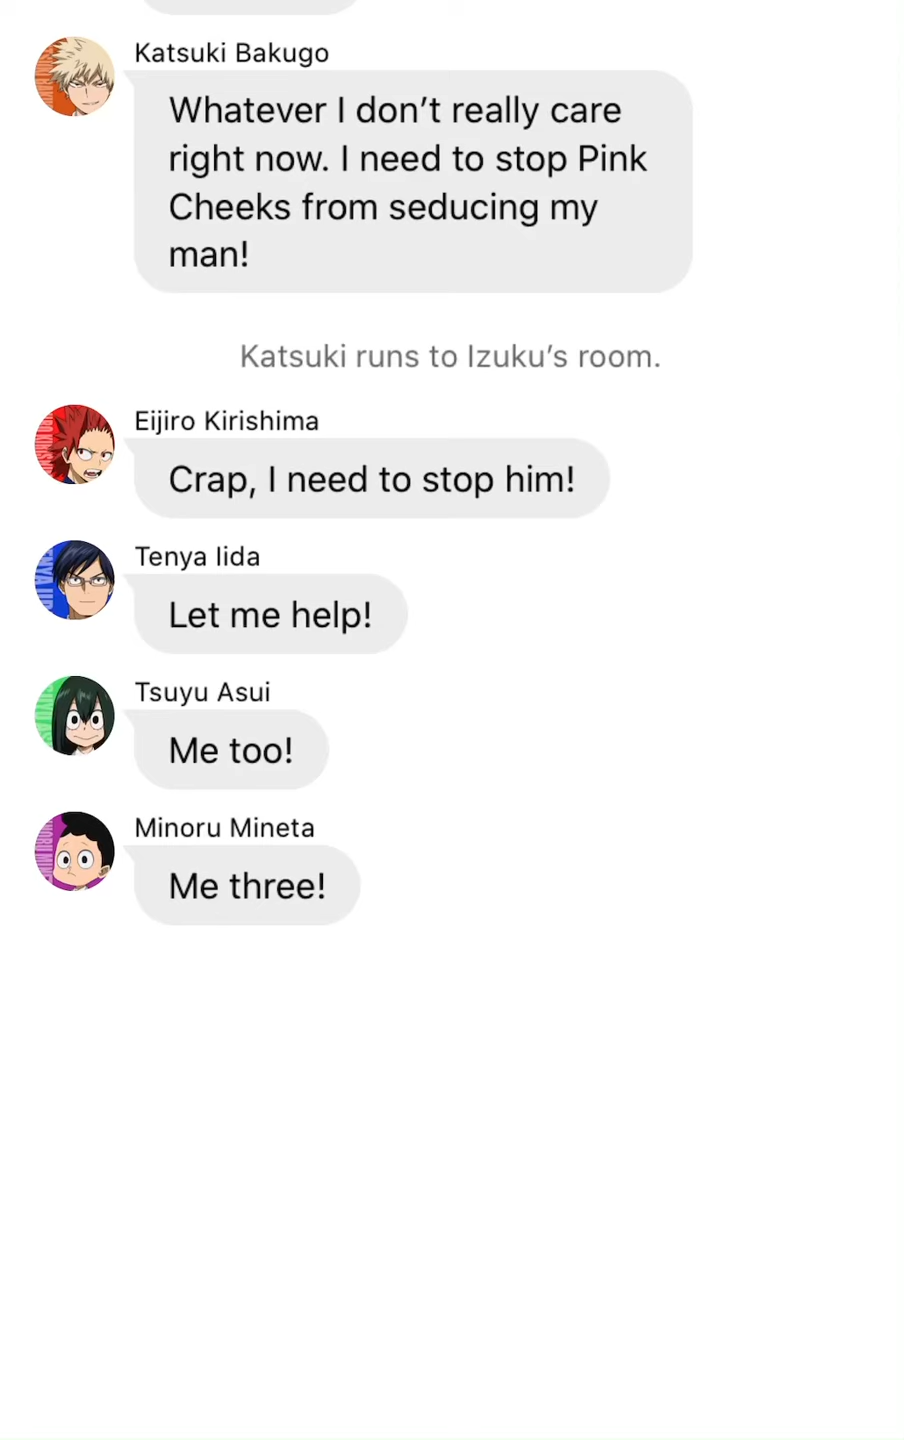 Katsuki Bakugo
Whatever I don't really care
right now. I need to stop Pink
Cheeks from seducing my
man!
Katsuki runs to Izuku's room.
Eijiro Kirishima
Crap, I need to stop him!
Tenya Iida
Let me help!
Tsuyu Asui
Me too!
Minoru Mineta
Me three!